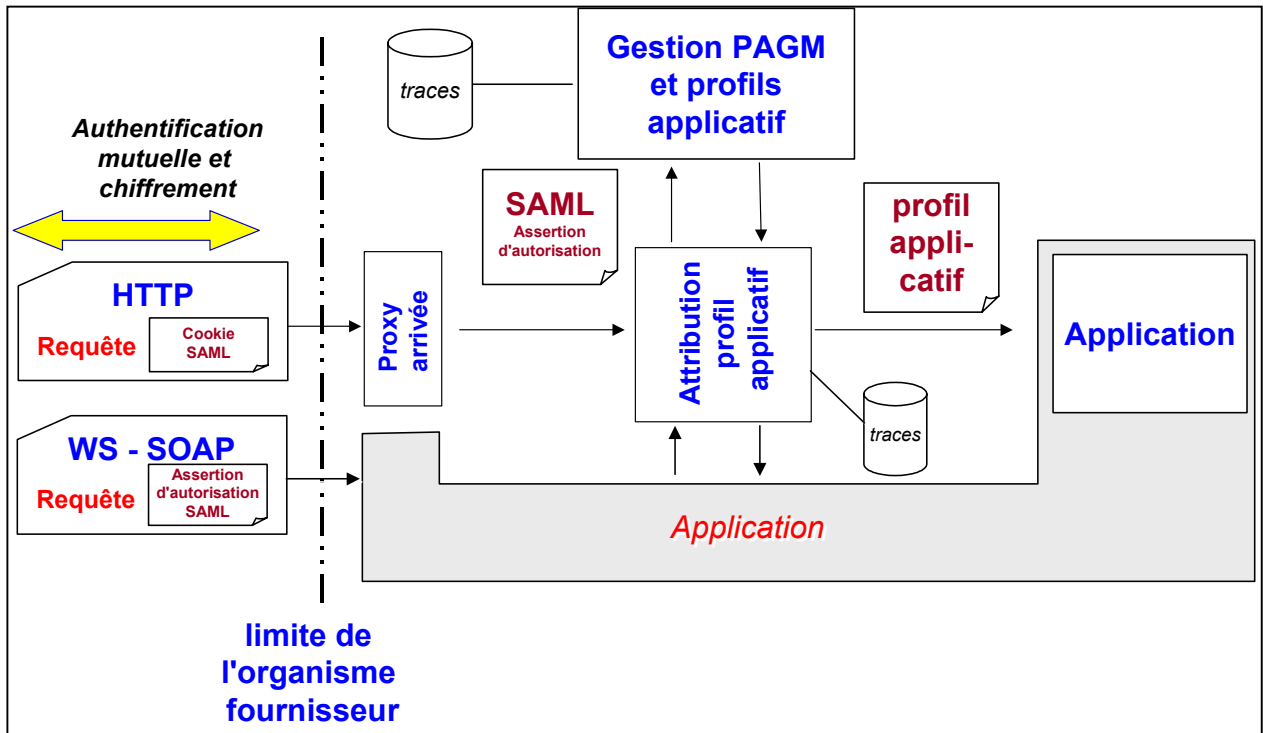 Gestion PAGM
et profils
applicatif
traces
Authentification
mutuelle et
chiffrement
SAML
Assertion
d'autorisation
profil
appli-
catif
HTTP
Requête
Cookie
SAML
Proxy
arrivée
Attribution
profil
applicatif
Application
traces
WS - SOAP
Requête
Assertion
d'autorisation
SAML
Application
limite de
l'organisme
fournisseur